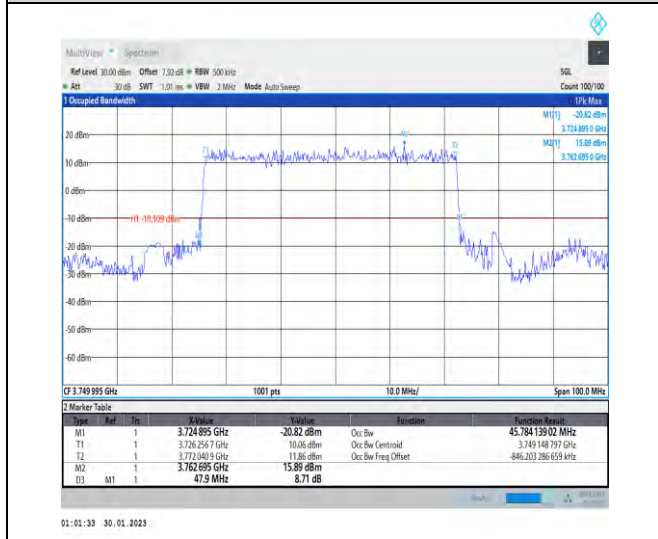 MultiView Spectrum
Ref Level 30.00 dBm Offset 7.92 dB RBW 500 kHz SGL
Att 30 dB SWT 1.01 ms VBW 2 MHz Mode Auto Sweep Count 100/100
1 Occupied Bandwidth 1Pk Max
M1[1] -20.82 dBm
3.724 895 0 GHz
M2[1] 15.89 dBm
3.762 695 0 GHz
20 dBm
10 dBm
0 dBm
-10 dBm
H1 -10.109 dBm
-20 dBm
-30 dBm
-40 dBm
-50 dBm
-60 dBm
T1
T2
CF 3.749 995 GHz 1001 pts 10.0 MHz/ Span 100.0 MHz
2 Marker Table
Type Ref Trc X-Value Y-Value Function Function Result
M1 1 3.724 895 GHz -20.82 dBm Occ Bw 45.784 139 02 MHz
T1 1 3.726 256 7 GHz 10.06 dBm Occ Bw Centroid 3.749 148 797 GHz
T2 1 3.772 040 9 GHz 11.86 dBm Occ Bw Freq Offset -846.203 286 659 kHz
M2 1 3.762 695 GHz 15.89 dBm
D3 M1 1 47.9 MHz 8.71 dB
01:01:33 30.01.2023